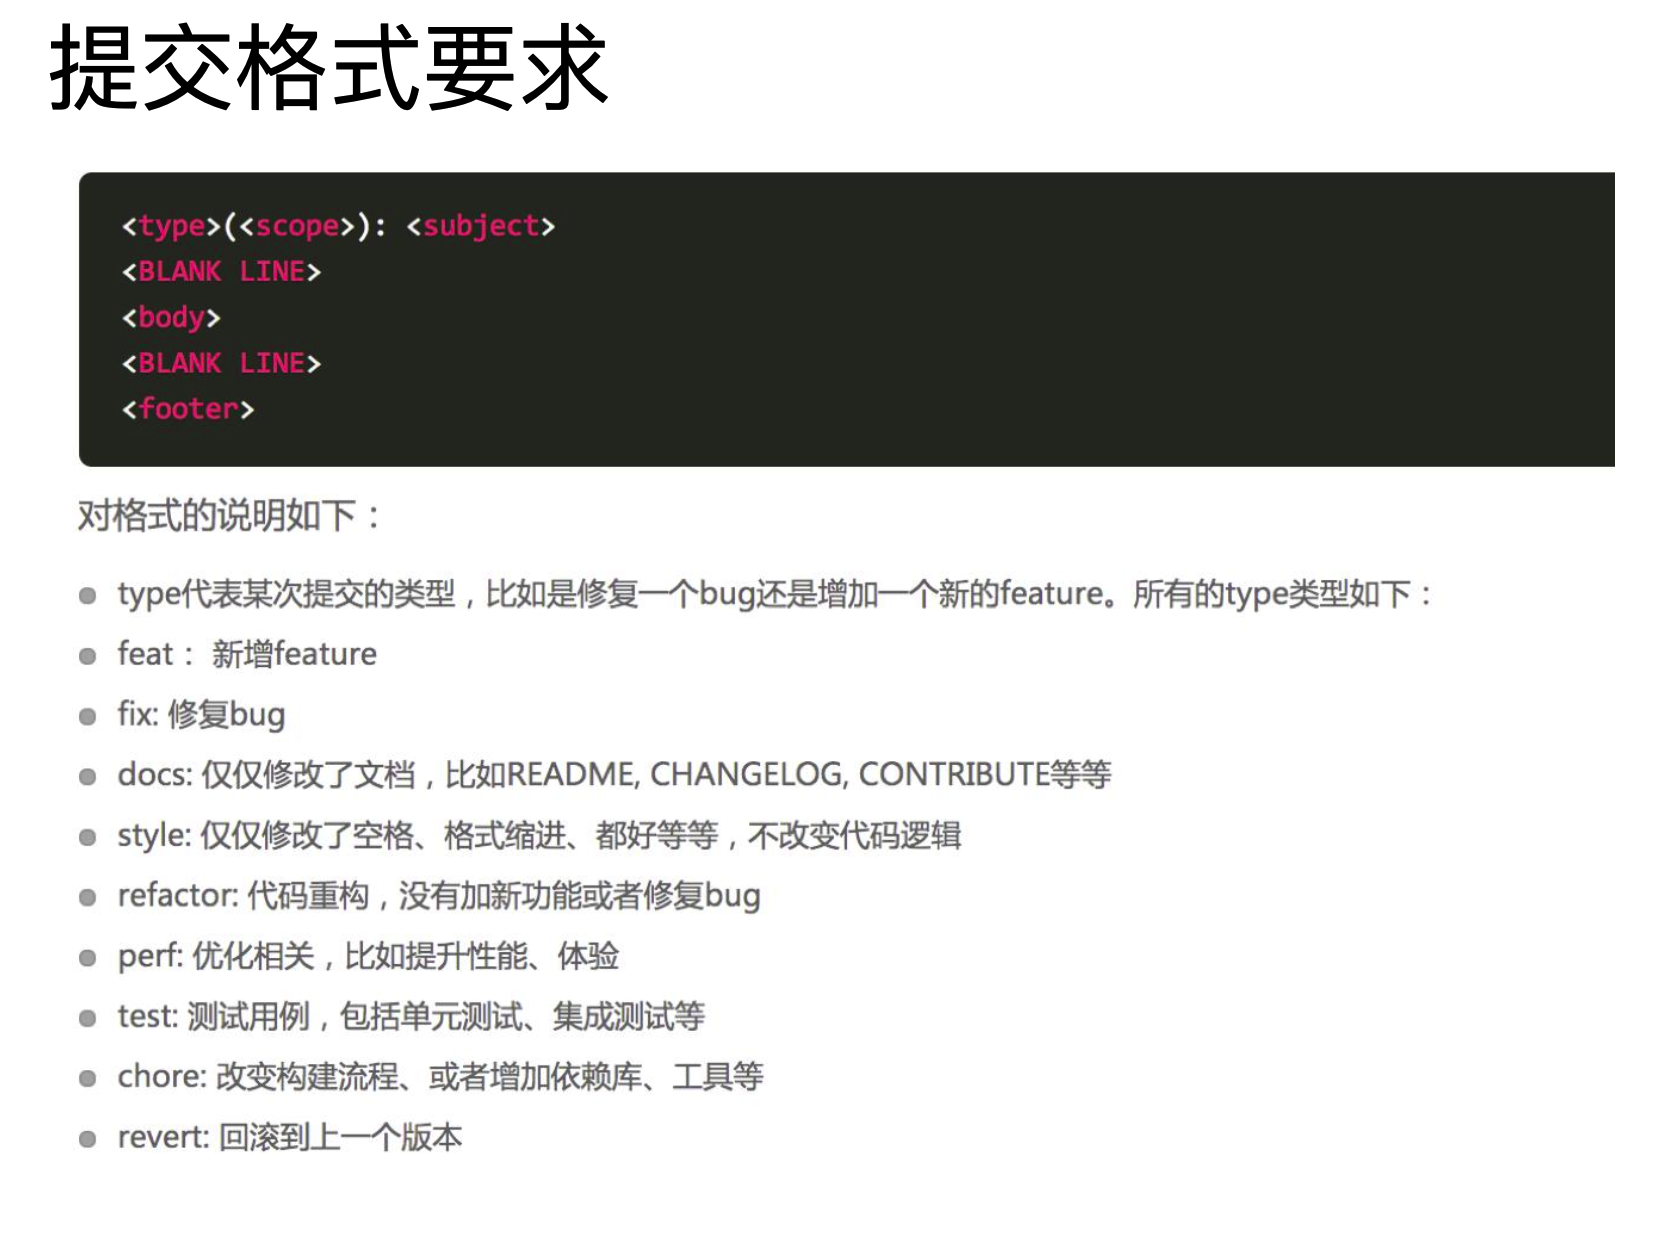 提交格式要求
<type>(<scope>): <subject>
<BLANK LINE>
<body>
<BLANK LINE>
<footer>
对格式的说明如下：
type代表某次提交的类型，比如是修复一个bug还是增加一个新的feature。所有的type类型如下：
feat： 新增feature
fix: 修复bug
docs: 仅仅修改了文档，比如README, CHANGELOG, CONTRIBUTE等等
style: 仅仅修改了空格、格式缩进、都好等等，不改变代码逻辑
refactor: 代码重构，没有加新功能或者修复bug
perf: 优化相关，比如提升性能、体验
test: 测试用例，包括单元测试、集成测试等
chore: 改变构建流程、或者增加依赖库、工具等
revert: 回滚到上一个版本